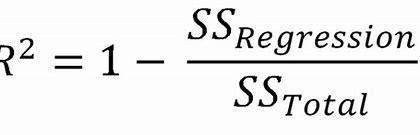 R² = 1 − SS_Regression / SS_Total